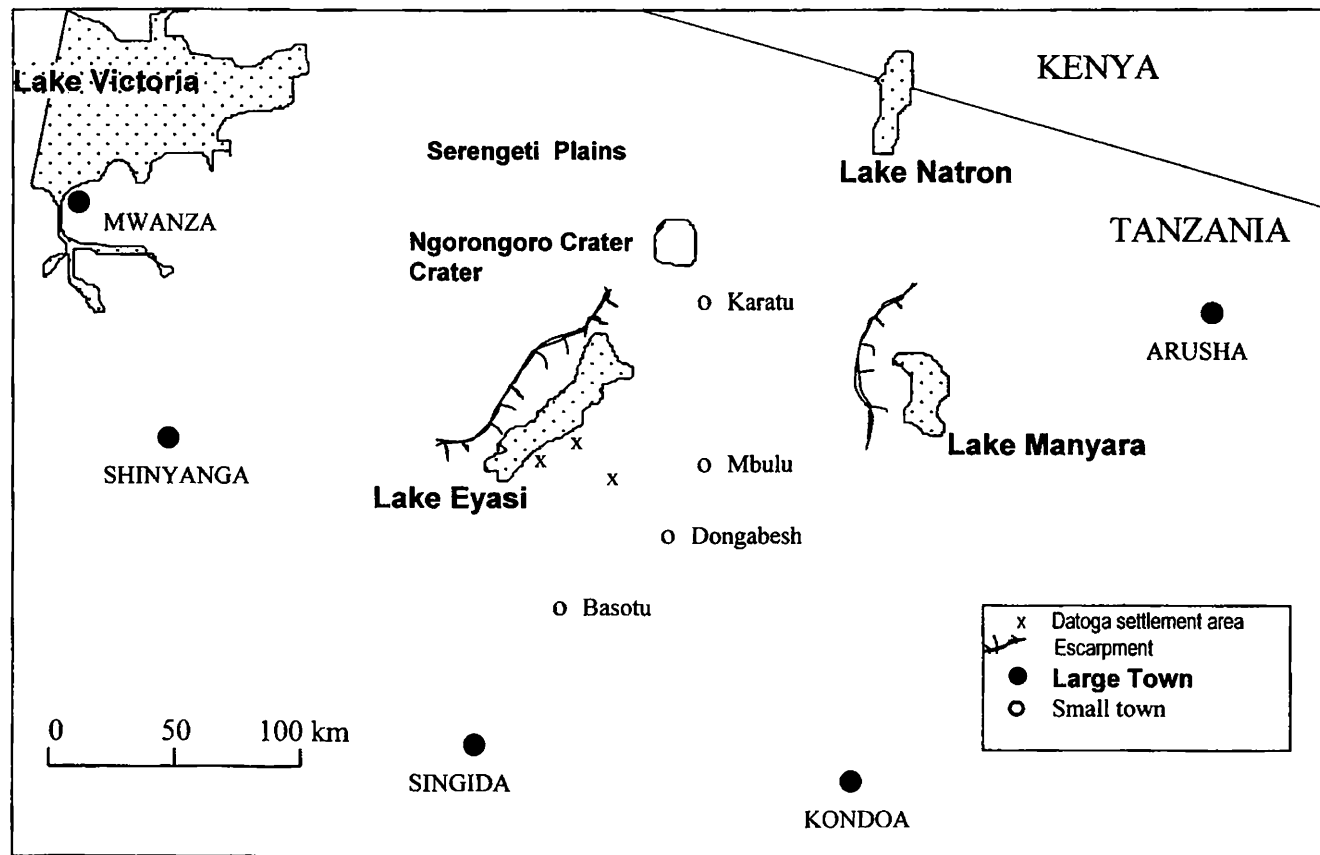 KENYA
Lake Victoria
Serengeti Plains
Lake Natron
MWANZA
TANZANIA
Ngorongoro Crater
Crater
Karatu
ARUSHA
SHINYANGA
Lake Manyara
Mbulu
Lake Eyasi
Dongabesh
Basotu
x Datoga settlement area
Escarpment
Large Town
Small town
0 50 100 km
SINGIDA
KONDOA